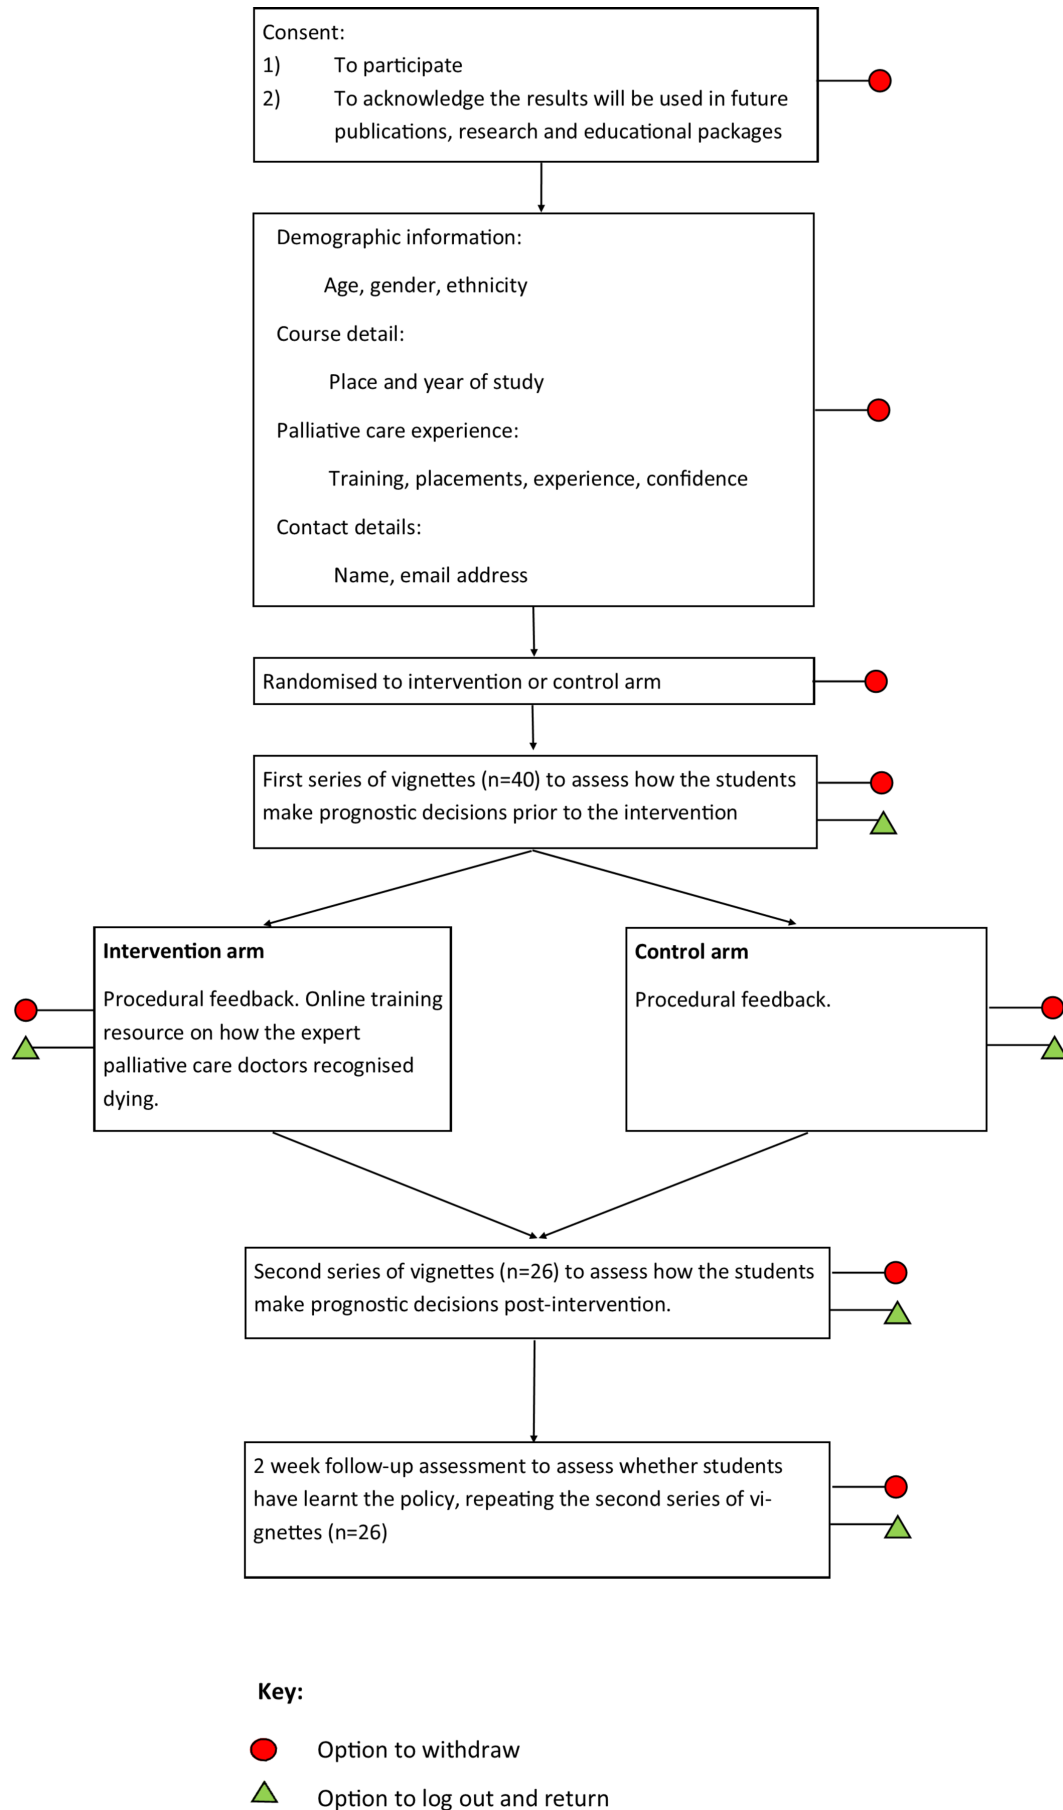 Consent:
1) To participate
2) To acknowledge the results will be used in future
publications, research and educational packages
Demographic information:
Age, gender, ethnicity
Course detail:
Place and year of study
Palliative care experience:
Training, placements, experience, confidence
Contact details:
Name, email address
Randomised to intervention or control arm
First series of vignettes (n=40) to assess how the students
make prognostic decisions prior to the intervention
Intervention arm
Procedural feedback. Online training
resource on how the expert
palliative care doctors recognised
dying.
Control arm
Procedural feedback.
Second series of vignettes (n=26) to assess how the students
make prognostic decisions post-intervention.
2 week follow-up assessment to assess whether students
have learnt the policy, repeating the second series of vi-
gnettes (n=26)
Key:
Option to withdraw
Option to log out and return